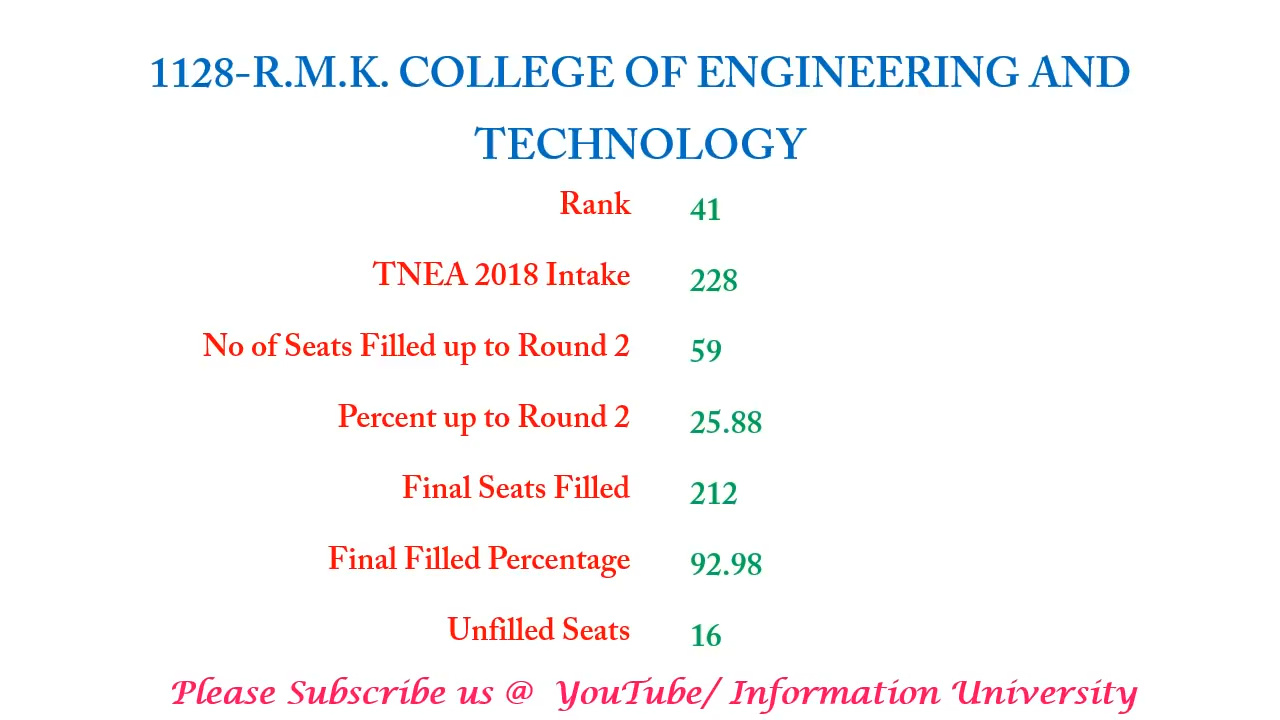 1128-R.M.K. COLLEGE OF ENGINEERING AND
TECHNOLOGY
Rank 41
TNEA 2018 Intake 228
No of Seats Filled up to Round 2 59
Percent up to Round 2 25.88
Final Seats Filled 212
Final Filled Percentage 92.98
Unfilled Seats 16
Please Subscribe us @ YouTube/ Information University